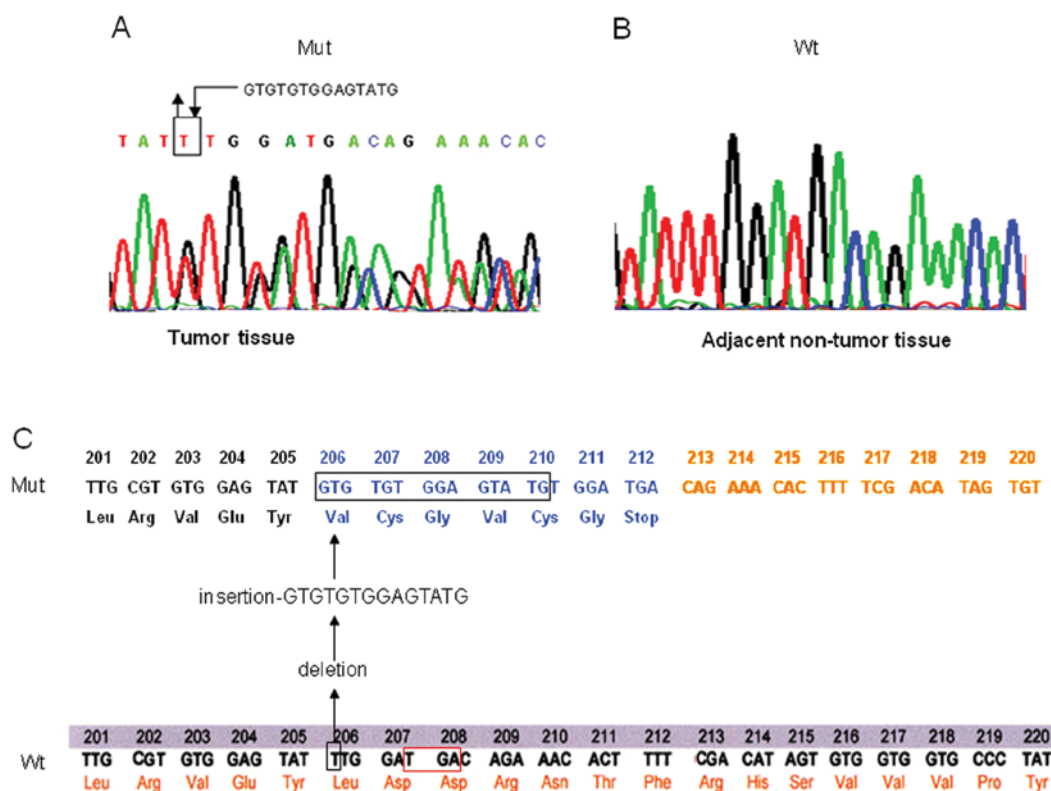 A
B
Mut
Wt
GTGTGTGGAGTATG
T A T T T G G A T G A C A G A A A C A C
Tumor tissue
Adjacent non-tumor tissue
C
201 202 203 204 205 206 207 208 209 210 211 212 213 214 215 216 217 218 219 220
Mut TTG CGT GTG GAG TAT GTG TGT GGA GTA TGT GGA TGA CAG AAA CAC TTT TCG ACA TAG TGT
Leu Arg Val Glu Tyr Val Cys Gly Val Cys Gly Stop
insertion-GTGTGTGGAGTATG
deletion
201 202 203 204 205 206 207 208 209 210 211 212 213 214 215 216 217 218 219 220
Wt TTG CGT GTG GAG TAT TTG GAT GAC AGA AAC ACT TTT CGA CAT AGT GTG GTG GTG CCC TAT
Leu Arg Val Glu Tyr Leu Asp Asp Arg Asn Thr Phe Arg His Ser Val Val Val Pro Tyr